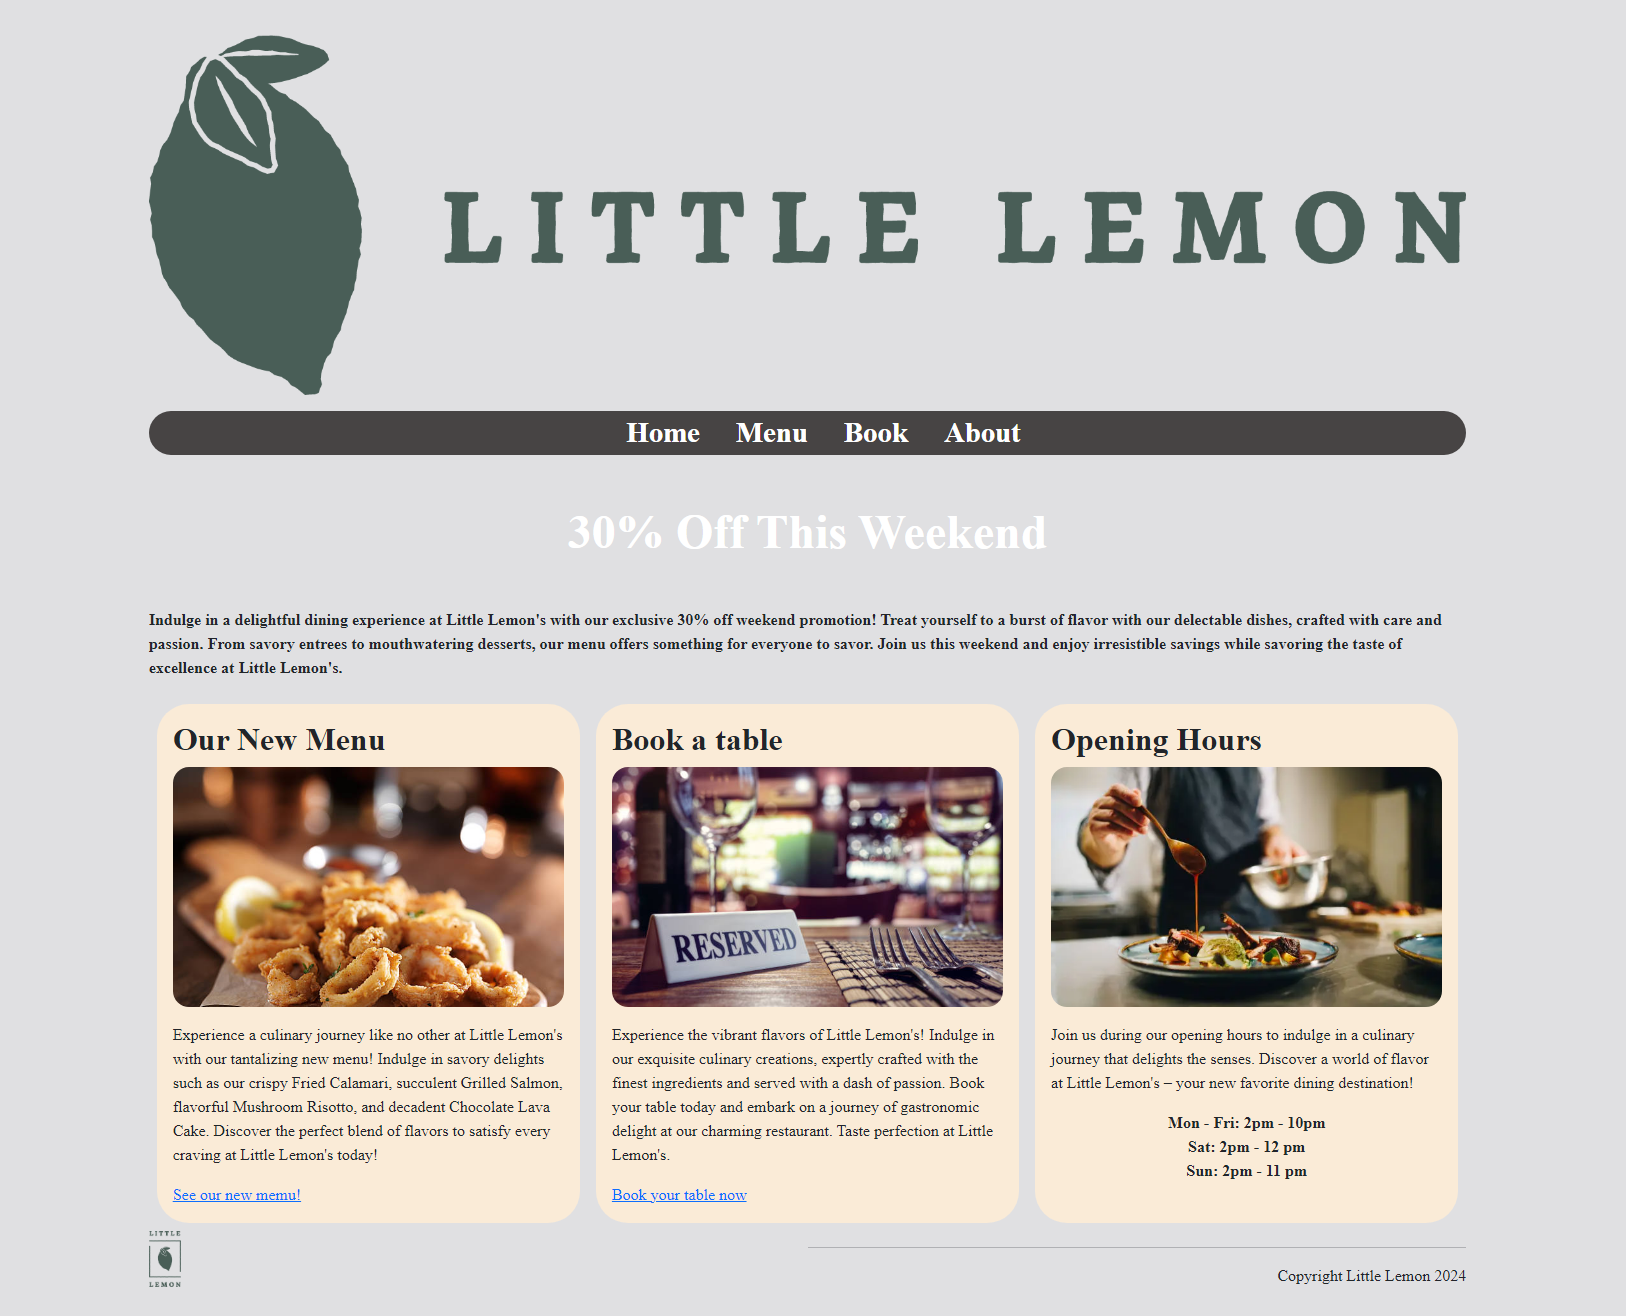 LITTLE LEMON
Home Menu Book About
30% Off This Weekend
Indulge in a delightful dining experience at Little Lemon's with our exclusive 30% off weekend promotion! Treat yourself to a burst of flavor with our delectable dishes, crafted with care and
passion. From savory entrees to mouthwatering desserts, our menu offers something for everyone to savor. Join us this weekend and enjoy irresistible savings while savoring the taste of
excellence at Little Lemon's.
Our New Menu
Experience a culinary journey like no other at Little Lemon's
with our tantalizing new menu! Indulge in savory delights
such as our crispy Fried Calamari, succulent Grilled Salmon,
flavorful Mushroom Risotto, and decadent Chocolate Lava
Cake. Discover the perfect blend of flavors to satisfy every
craving at Little Lemon's today!
See our new memu!
Book a table
RESERVED
Experience the vibrant flavors of Little Lemon's! Indulge in
our exquisite culinary creations, expertly crafted with the
finest ingredients and served with a dash of passion. Book
your table today and embark on a journey of gastronomic
delight at our charming restaurant. Taste perfection at Little
Lemon's.
Book your table now
Opening Hours
Join us during our opening hours to indulge in a culinary
journey that delights the senses. Discover a world of flavor
at Little Lemon's – your new favorite dining destination!
Mon - Fri: 2pm - 10pm
Sat: 2pm - 12 pm
Sun: 2pm - 11 pm
LITTLE
LEMON
Copyright Little Lemon 2024